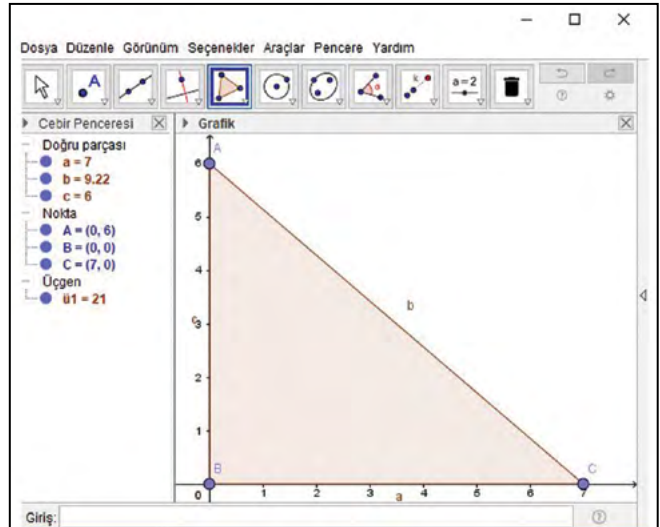 Dosya Düzenle Görünüm Seçenekler Araçlar Pencere Yardım
A
α
k
a=2
Cebir Penceresi
Grafik
Doğru parçası
a = 7
b = 9.22
c = 6
Nokta
A = (0, 6)
B = (0, 0)
C = (7, 0)
Üçgen
ü1 = 21
A
6
5
4
b
c
3
2
1
B
C
0
1
2
3
a
4
5
6
7
Giriş: